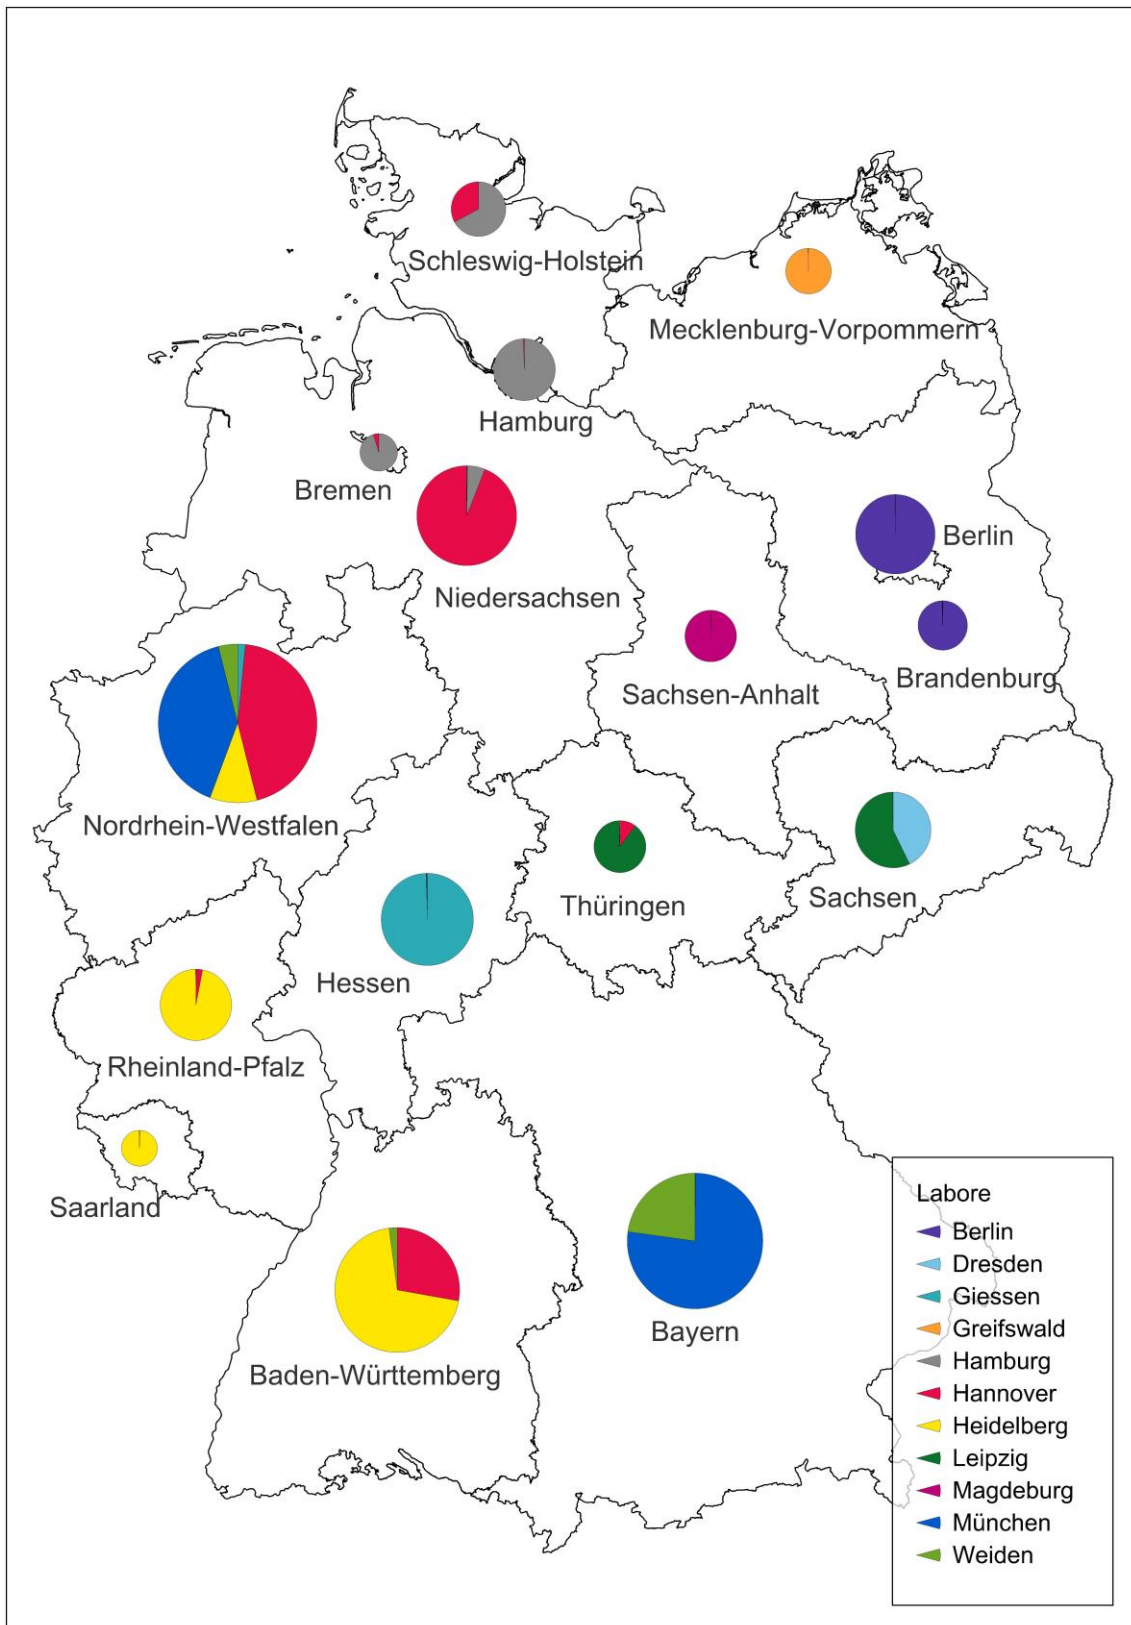 Schleswig-Holstein
Mecklenburg-Vorpommern
Hamburg
Bremen
Berlin
Niedersachsen
Brandenburg
Sachsen-Anhalt
Nordrhein-Westfalen
Sachsen
Thüringen
Hessen
Rheinland-Pfalz
Saarland
Bayern
Baden-Württemberg
Labore
Berlin
Dresden
Giessen
Greifswald
Hamburg
Hannover
Heidelberg
Leipzig
Magdeburg
München
Weiden